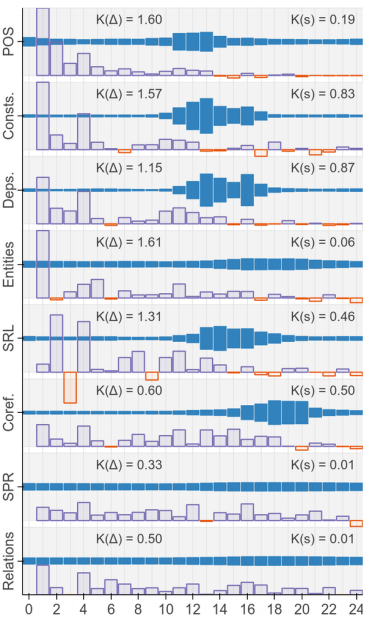 POS
K(Δ) = 1.60 K(s) = 0.19
Consts.
K(Δ) = 1.57 K(s) = 0.83
Deps.
K(Δ) = 1.15 K(s) = 0.87
Entities
K(Δ) = 1.61 K(s) = 0.06
SRL
K(Δ) = 1.31 K(s) = 0.46
Coref.
K(Δ) = 0.60 K(s) = 0.50
SPR
K(Δ) = 0.33 K(s) = 0.01
Relations
K(Δ) = 0.50 K(s) = 0.01
0 2 4 6 8 10 12 14 16 18 20 22 24